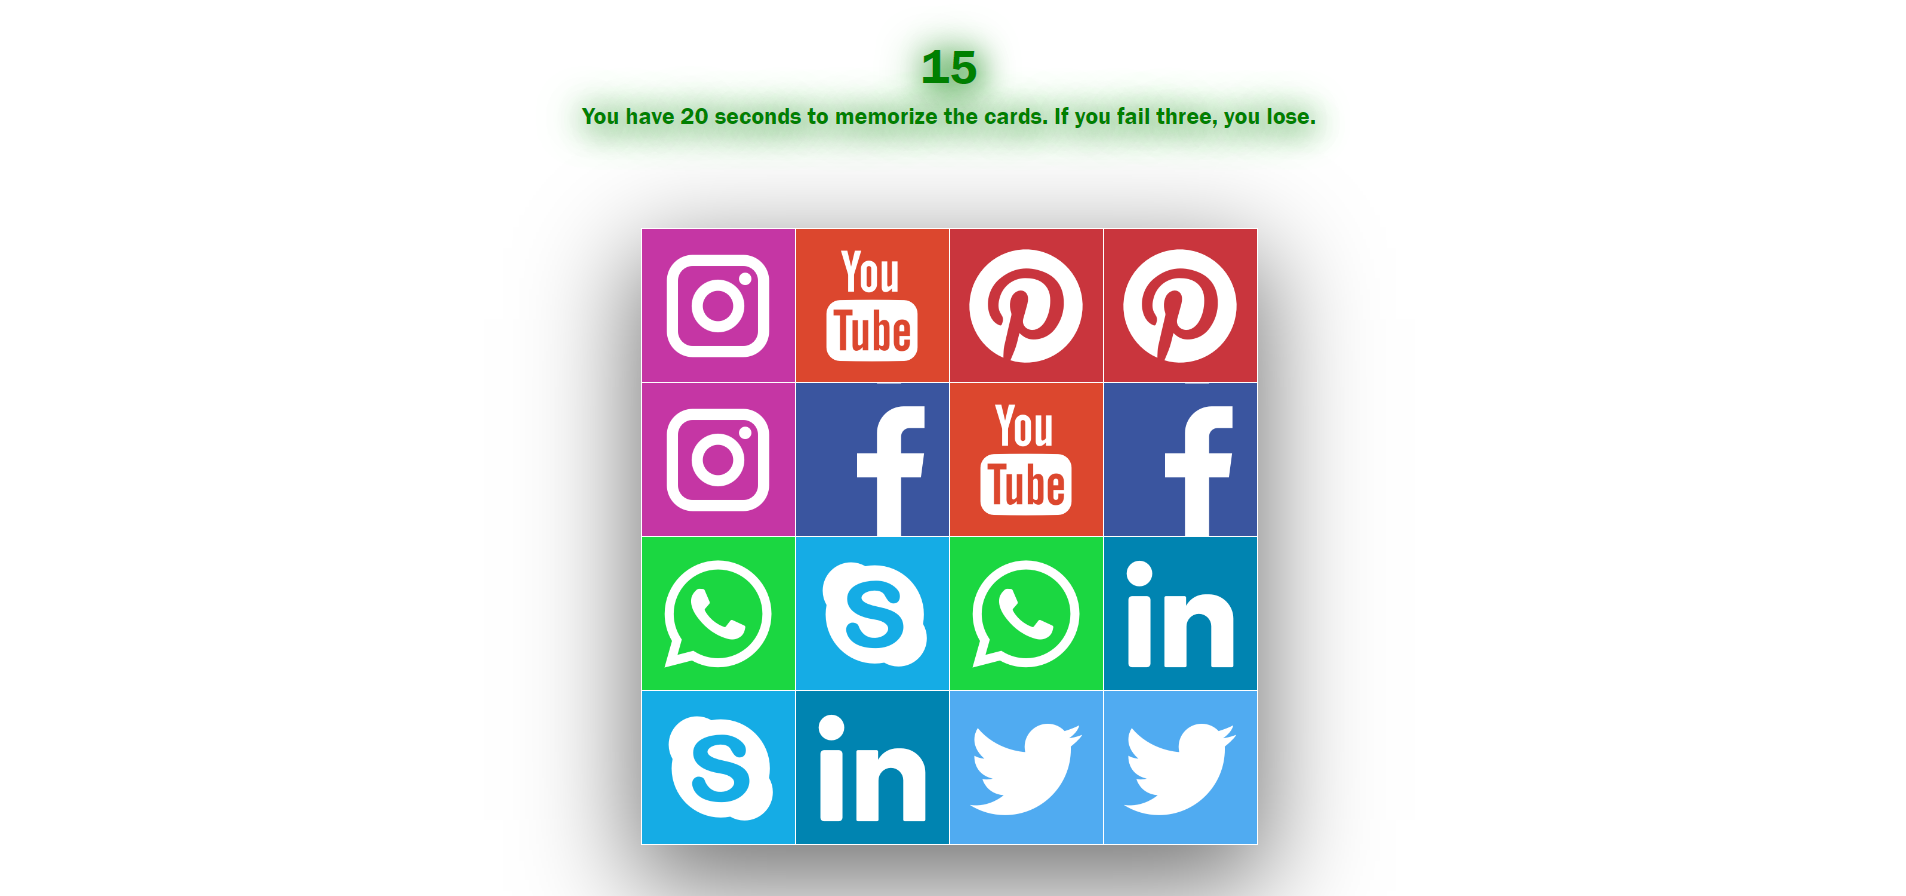 15
You have 20 seconds to memorize the cards. If you fail three, you lose.
You
Tube
You
Tube
in
in